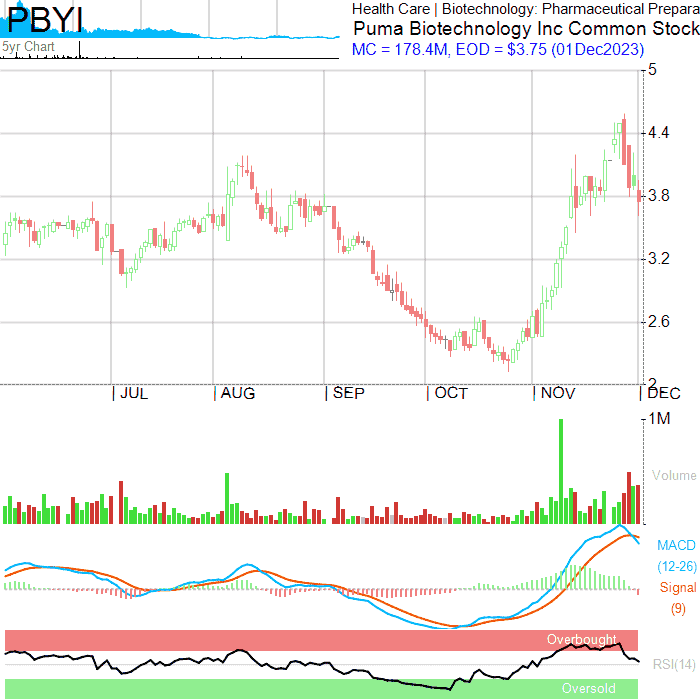 PBYI
5yr Chart
Health Care | Biotechnology: Pharmaceutical Prepara
Puma Biotechnology Inc Common Stock
MC = 178.4M, EOD = $3.75 (01Dec2023)
5
4.4
3.8
3.2
2.6
2
| JUL | AUG | SEP | OCT | NOV | DEC
1M
Volume
MACD
(12-26)
Signal
(9)
Overbought
RSI(14)
Oversold